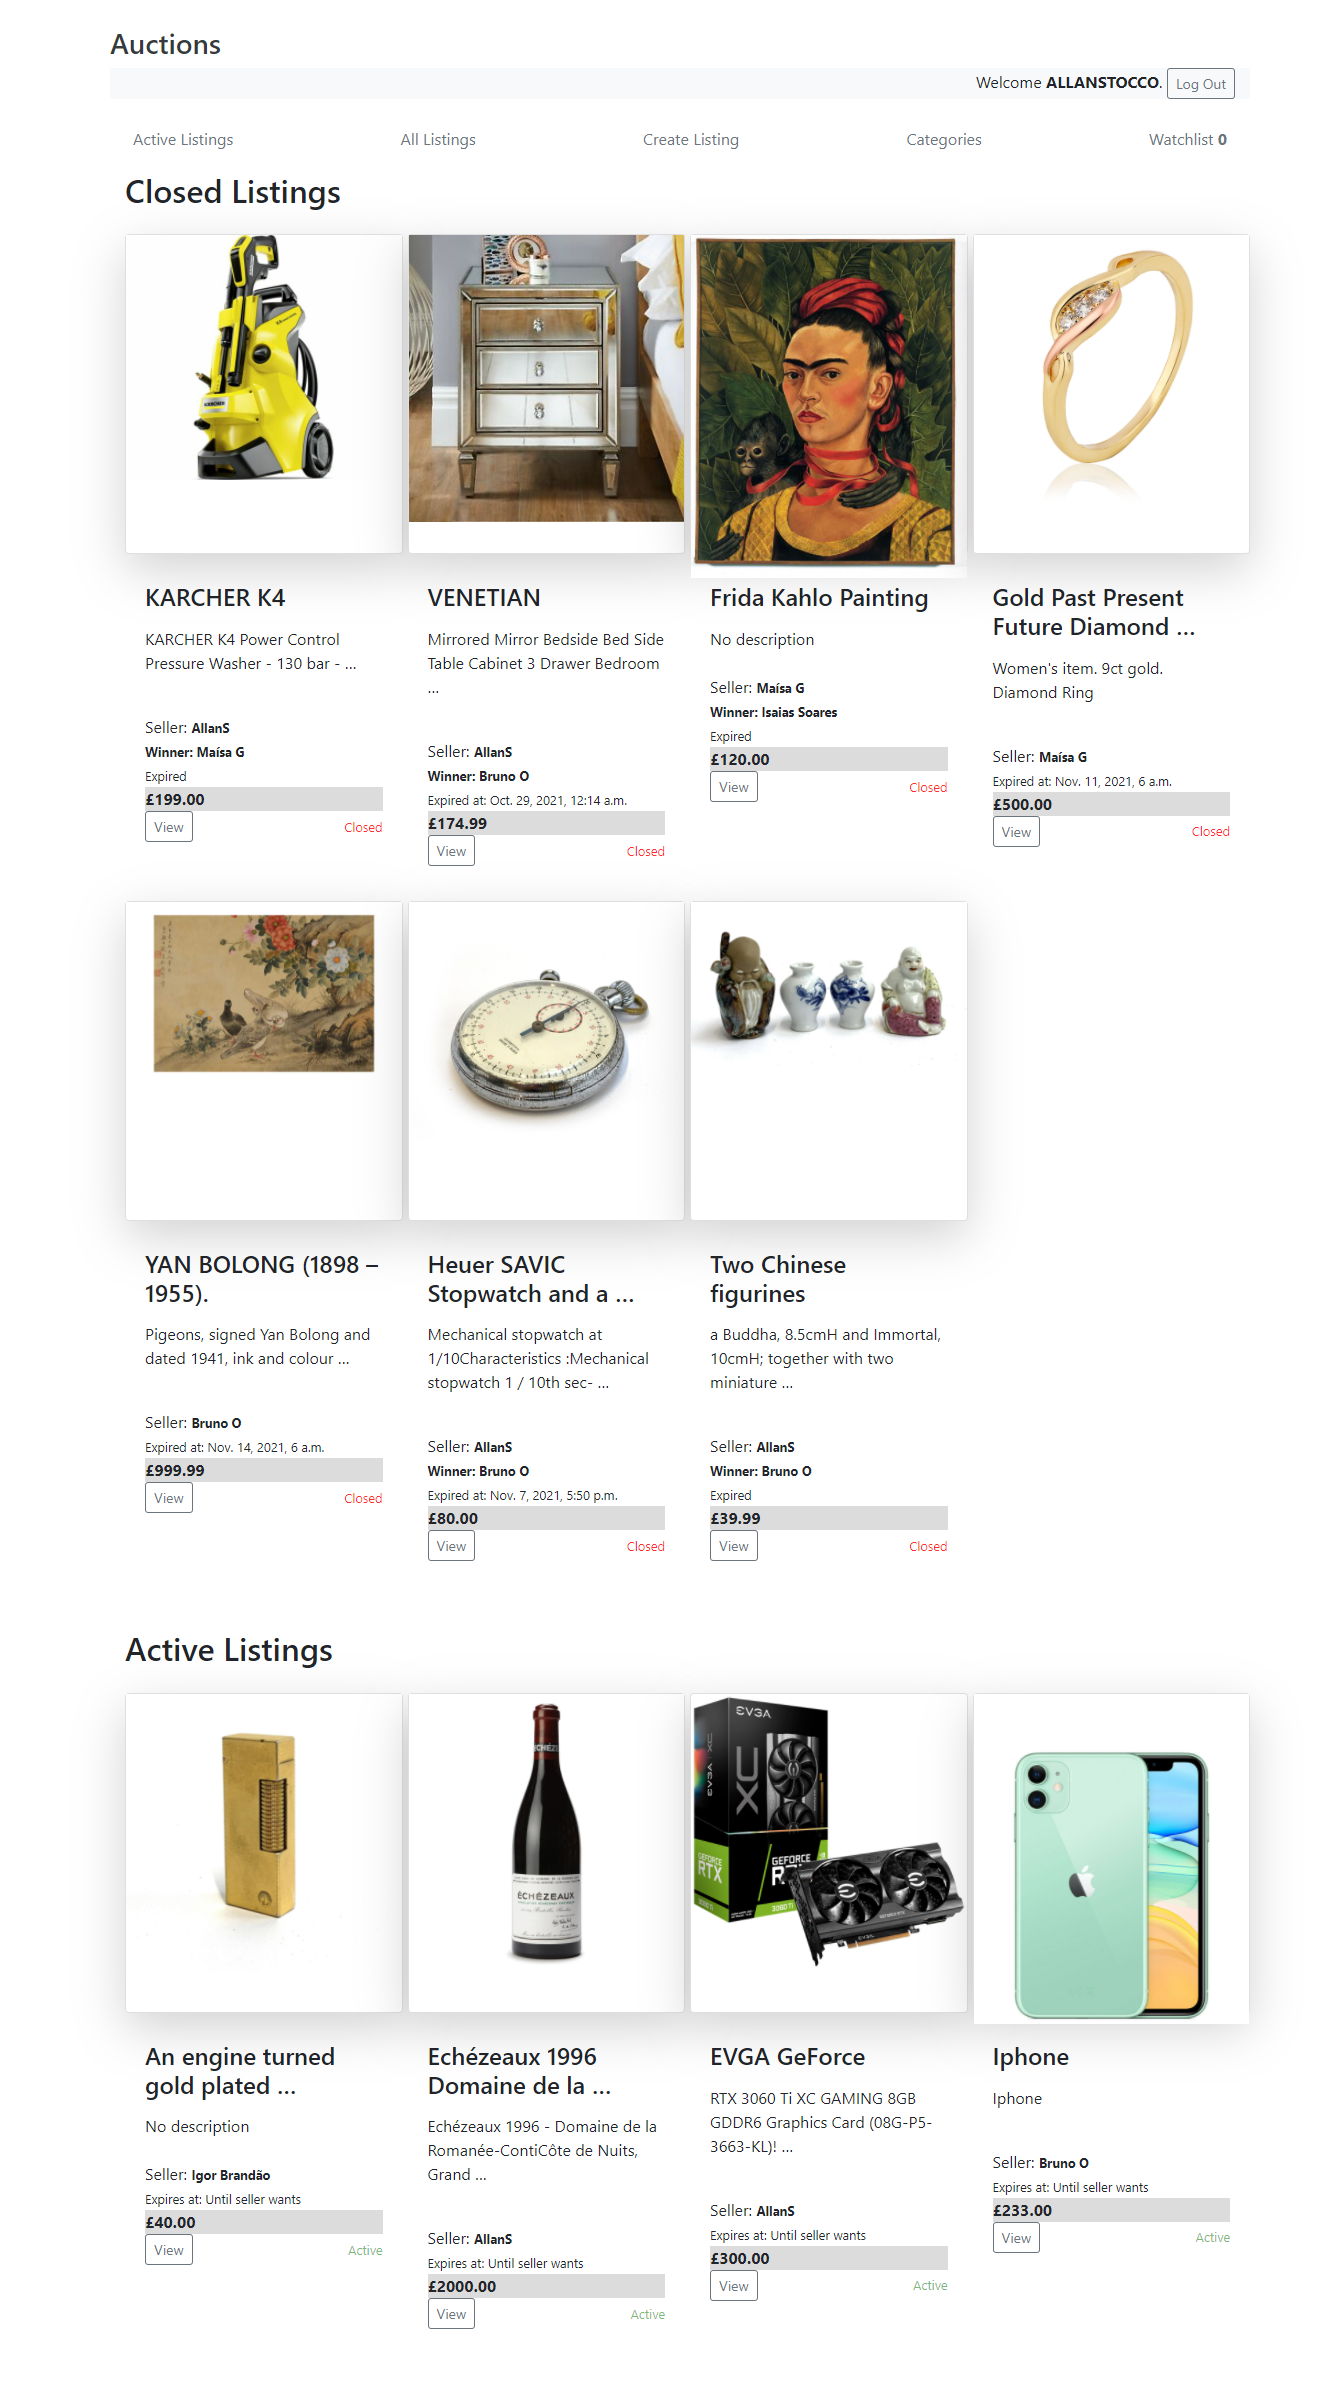 Auctions
Welcome ALLANSTOCCO. Log Out
Active Listings All Listings Create Listing Categories Watchlist 0
Closed Listings
KARCHER K4
KARCHER K4 Power Control
Pressure Washer - 130 bar - ...
Seller: AllanS
Winner: Maísa G
Expired
£199.00
View Closed
VENETIAN
Mirrored Mirror Bedside Bed Side
Table Cabinet 3 Drawer Bedroom
...
Seller: AllanS
Winner: Bruno O
Expired at: Oct. 29, 2021, 12:14 a.m.
£174.99
View Closed
Frida Kahlo Painting
No description
Seller: Maísa G
Winner: Isaias Soares
Expired
£120.00
View Closed
Gold Past Present
Future Diamond ...
Women's item. 9ct gold.
Diamond Ring
Seller: Maísa G
Expired at: Nov. 11, 2021, 6 a.m.
£500.00
View Closed
YAN BOLONG (1898 –
1955).
Pigeons, signed Yan Bolong and
dated 1941, ink and colour ...
Seller: Bruno O
Expired at: Nov. 14, 2021, 6 a.m.
£999.99
View Closed
Heuer SAVIC
Stopwatch and a ...
Mechanical stopwatch at
1/10Characteristics :Mechanical
stopwatch 1 / 10th sec- ...
Seller: AllanS
Winner: Bruno O
Expired at: Nov. 7, 2021, 5:50 p.m.
£80.00
View Closed
Two Chinese
figurines
a Buddha, 8.5cmH and Immortal,
10cmH; together with two
miniature ...
Seller: AllanS
Winner: Bruno O
Expired
£39.99
View Closed
Active Listings
ÉCHÉZEAUX
EVGA
XC
GEFORCE
RTX
GEFORCE
3060 TI
An engine turned
gold plated ...
No description
Seller: Igor Brandão
Expires at: Until seller wants
£40.00
View Active
Echézeaux 1996
Domaine de la ...
Echézeaux 1996 - Domaine de la
Romanée-ContiCôte de Nuits,
Grand ...
Seller: AllanS
Expires at: Until seller wants
£2000.00
View Active
EVGA GeForce
RTX 3060 Ti XC GAMING 8GB
GDDR6 Graphics Card (08G-P5-
3663-KL)! ...
Seller: AllanS
Expires at: Until seller wants
£300.00
View Active
Iphone
Iphone
Seller: Bruno O
Expires at: Until seller wants
£233.00
View Active